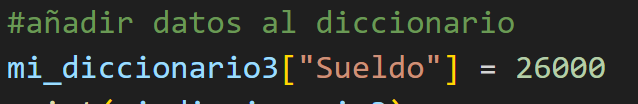 #añadir datos al diccionario
mi_diccionario3["Sueldo"] = 26000